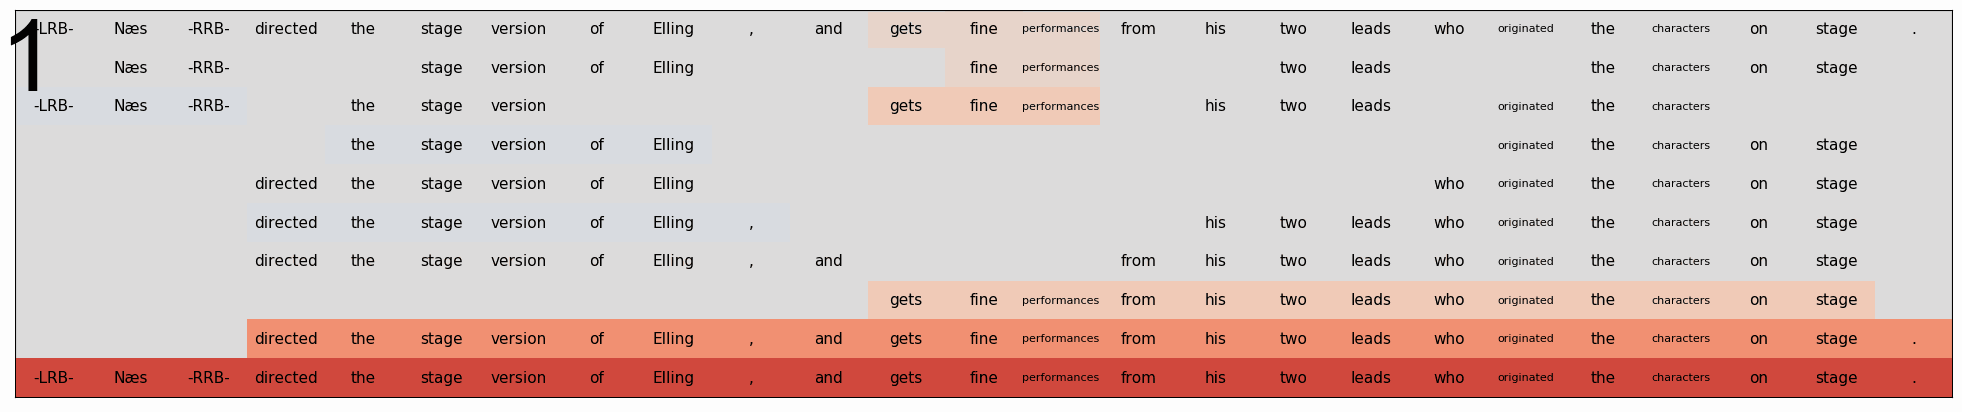 1
-LRB- Næs -RRB- directed the stage version of Elling , and gets fine performances from his two leads who originated the characters on stage .
Næs -RRB- stage version of Elling fine performances two leads the characters on stage
-LRB- Næs -RRB- the stage version gets fine performances his two leads originated the characters
the stage version of Elling originated the characters on stage
directed the stage version of Elling who originated the characters on stage
directed the stage version of Elling , his two leads who originated the characters on stage
directed the stage version of Elling , and from his two leads who originated the characters on stage
gets fine performances from his two leads who originated the characters on stage
directed the stage version of Elling , and gets fine performances from his two leads who originated the characters on stage .
-LRB- Næs -RRB- directed the stage version of Elling , and gets fine performances from his two leads who originated the characters on stage .